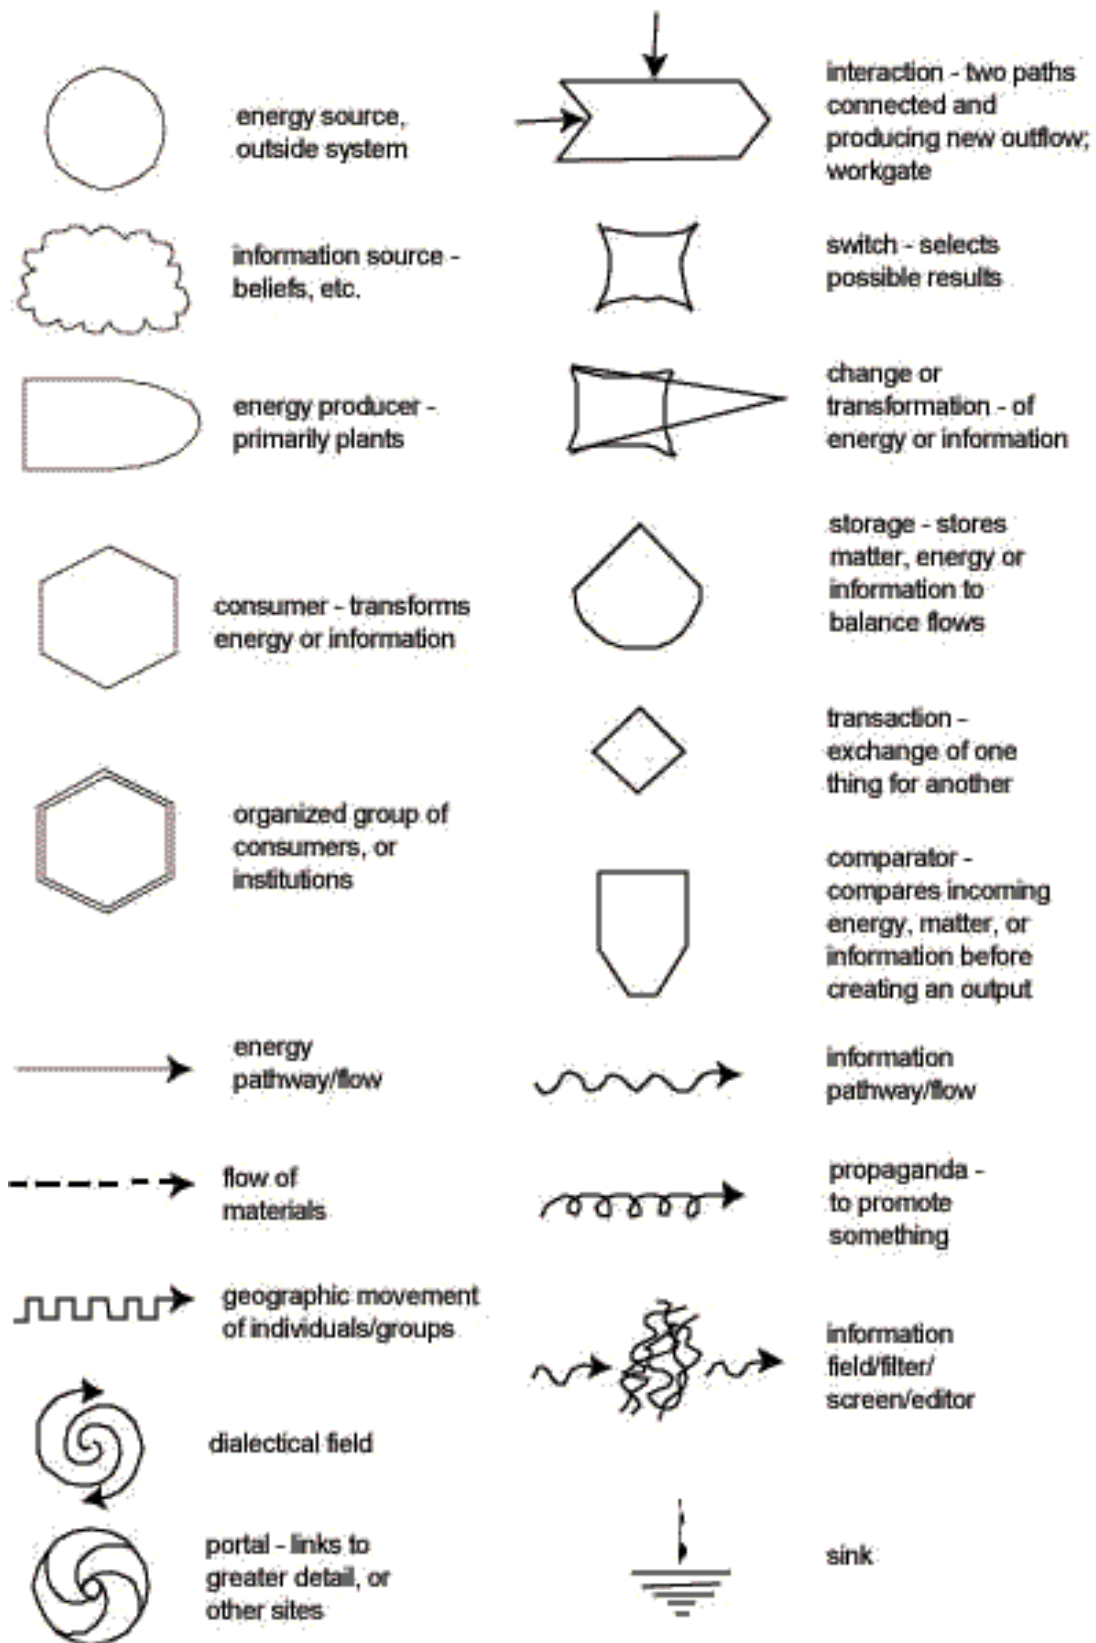 energy source,
outside system
information source -
beliefs, etc.
energy producer -
primarily plants
consumer - transforms
energy or information
organized group of
consumers, or
institutions
energy
pathway/flow
flow of
materials
geographic movement
of individuals/groups
dialectical field
portal - links to
greater detail, or
other sites
interaction - two paths
connected and
producing new outflow;
workgate
switch - selects
possible results
change or
transformation - of
energy or information
storage - stores
matter, energy or
information to
balance flows
transaction -
exchange of one
thing for another
comparator -
compares incoming
energy, matter, or
information before
creating an output
information
pathway/flow
propaganda -
to promote
something
information
field/filter/
screen/editor
sink